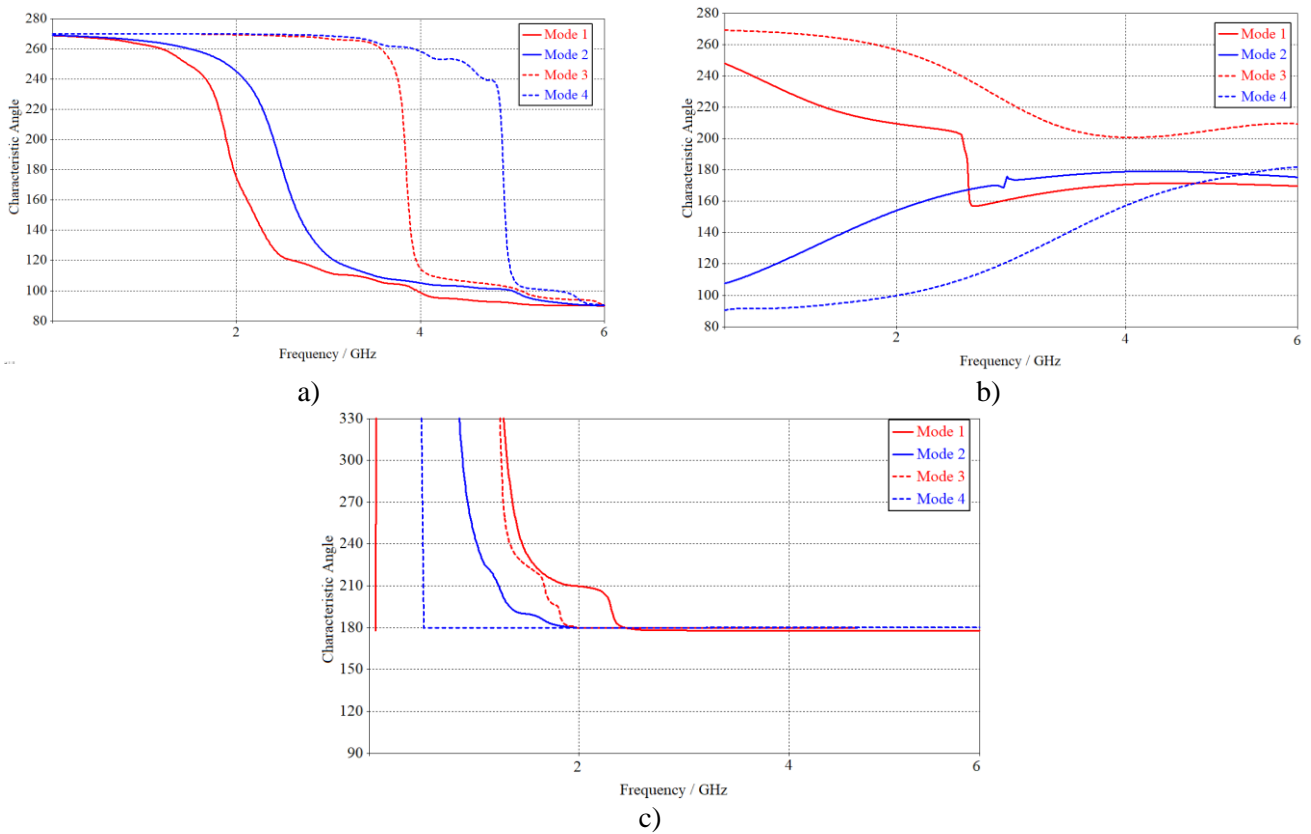 280
260
240
220
200
180
160
140
120
100
80
Characteristic Angle
2
4
6
Frequency / GHz
Mode 1
Mode 2
Mode 3
Mode 4
a)
280
260
240
220
200
180
160
140
120
100
80
Characteristic Angle
2
4
6
Frequency / GHz
Mode 1
Mode 2
Mode 3
Mode 4
b)
330
300
270
240
210
180
150
120
90
Characteristic Angle
2
4
6
Frequency / GHz
Mode 1
Mode 2
Mode 3
Mode 4
c)